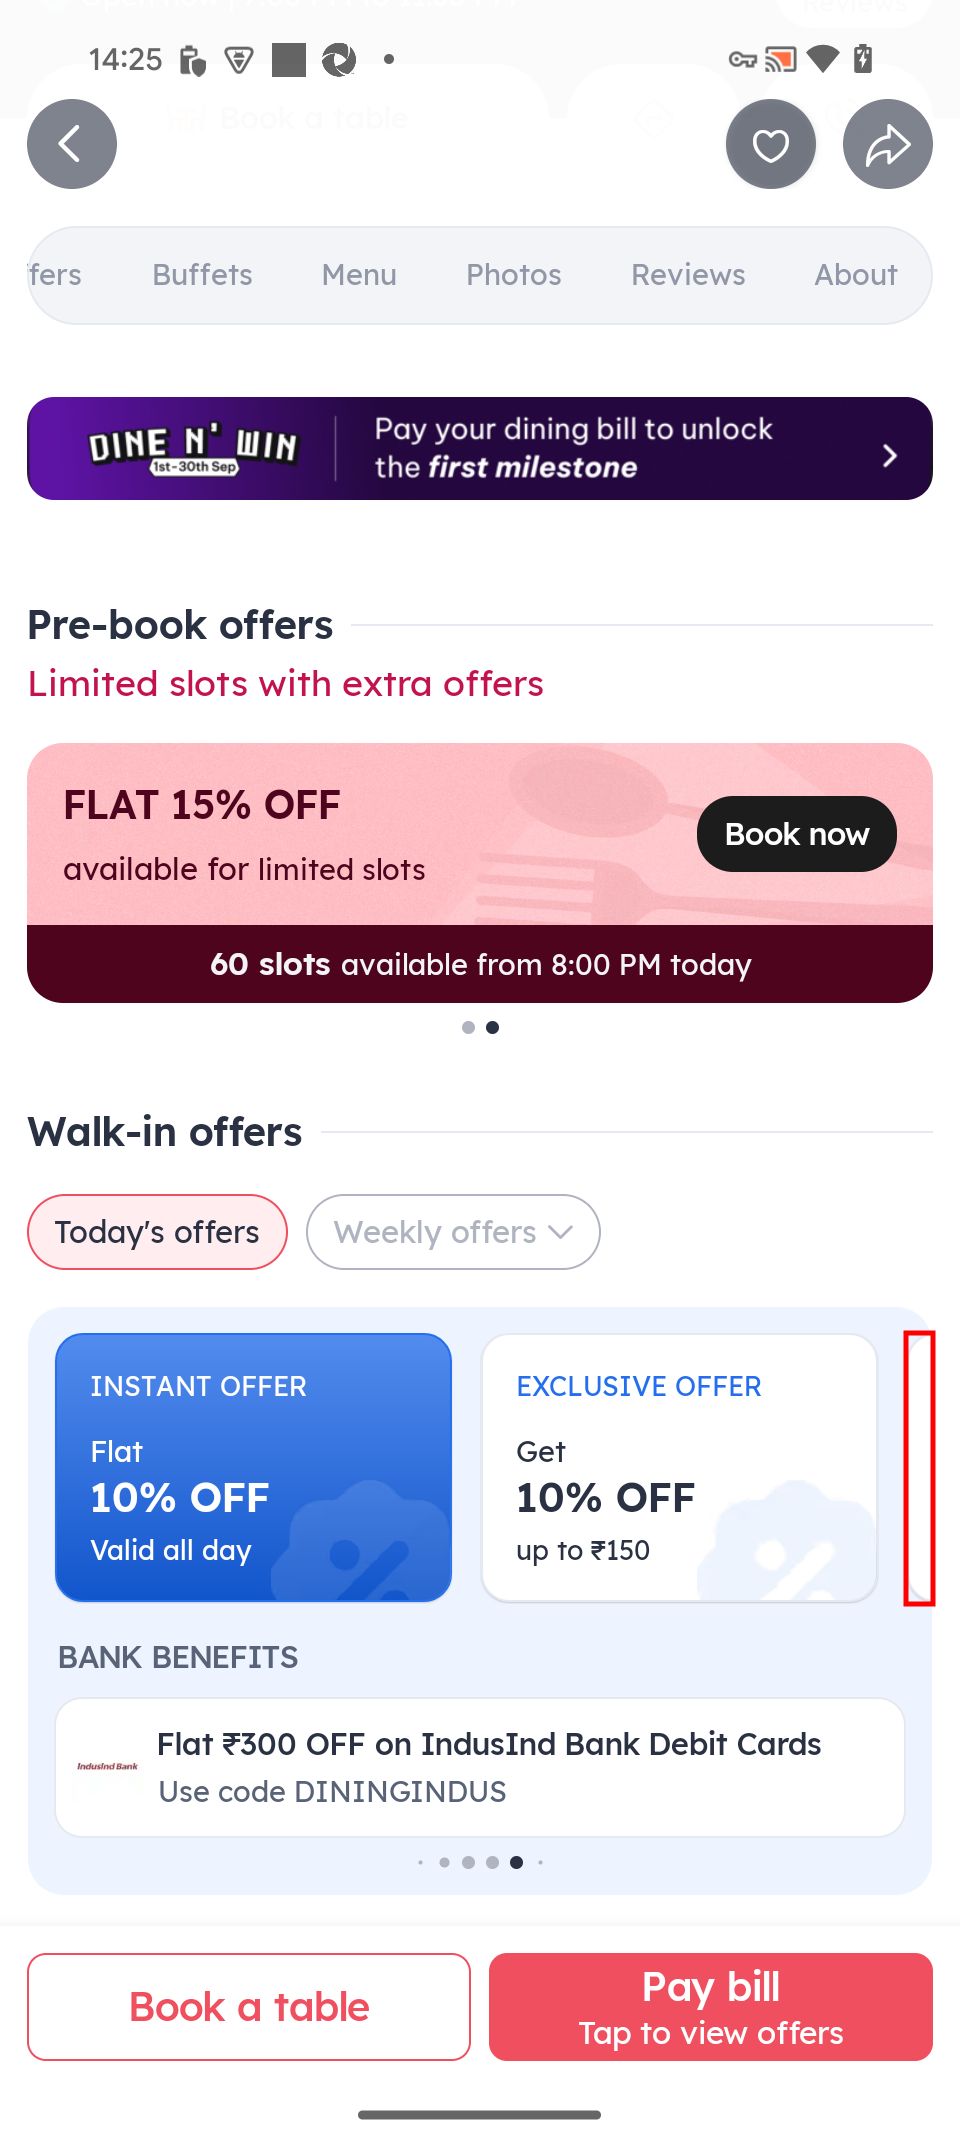 14:25
Book a table
fers
Buffets
Menu
Photos
Reviews
About
DINE N' WIN
1st-30th Sep
Pay your dining bill to unlock
the first milestone
Pre-book offers
Limited slots with extra offers
FLAT 15% OFF
available for limited slots
Book now
60 slots available from 8:00 PM today
Walk-in offers
Today's offers
Weekly offers
INSTANT OFFER
Flat
10% OFF
Valid all day
EXCLUSIVE OFFER
Get
10% OFF
up to ₹150
BANK BENEFITS
IndusInd Bank
Flat ₹300 OFF on IndusInd Bank Debit Cards
Use code DININGINDUS
Book a table
Pay bill
Tap to view offers